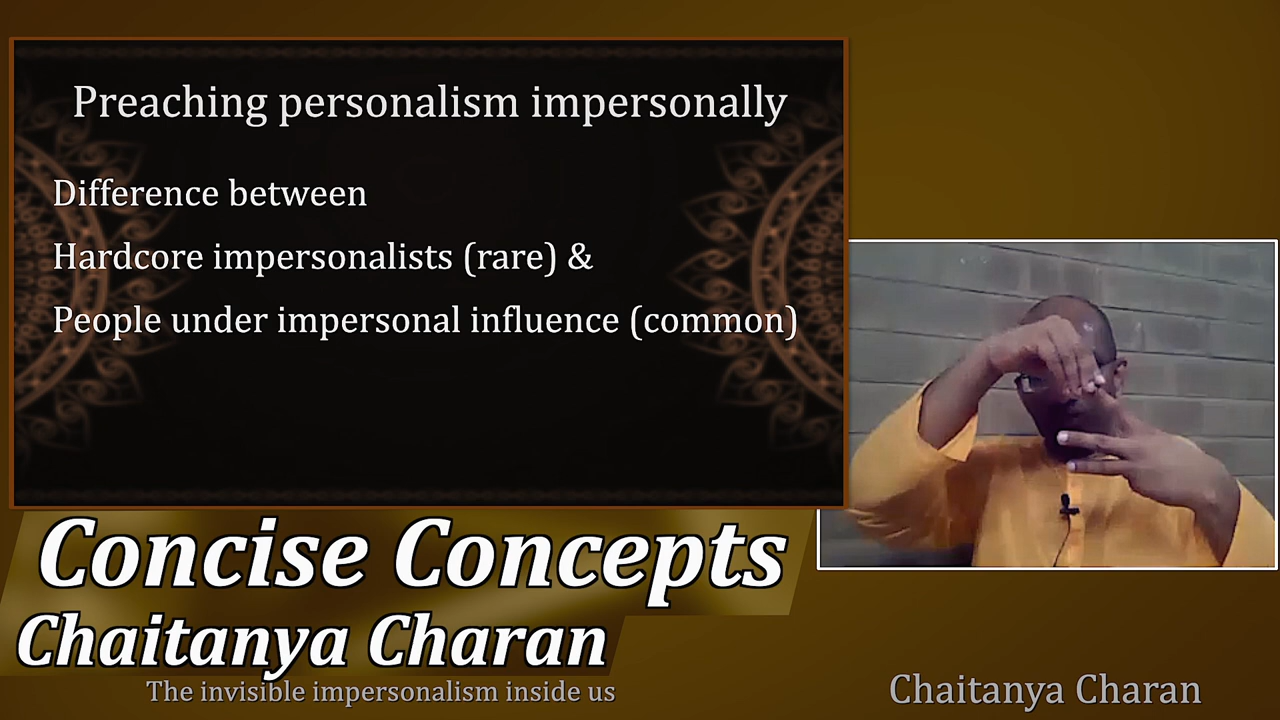 Preaching personalism impersonally
Difference between
Hardcore impersonalists (rare) &
People under impersonal influence (common)
Concise Concepts
Chaitanya Charan
The invisible impersonalism inside us
Chaitanya Charan